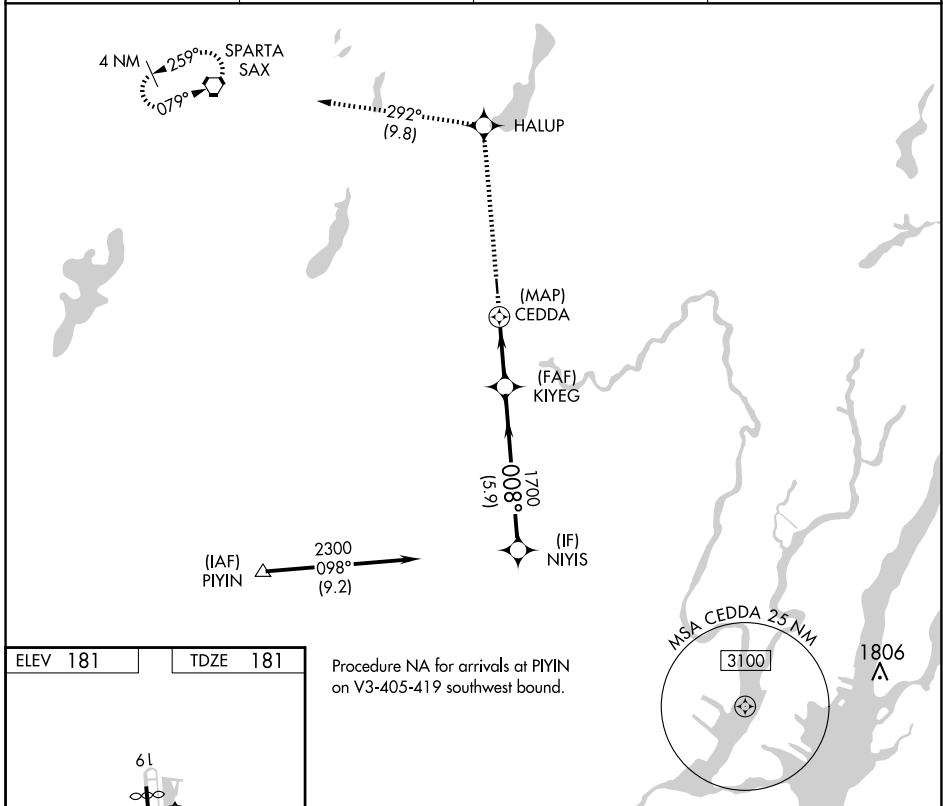 4 NM
259°
079°
SPARTA
SAX
292°
(9.8)
HALUP
(MAP)
CEDDA
(FAF)
KIYEG
1700
008°
(5.9)
(IF)
NIYIS
(IAF)
PIYIN
2300
098°
(9.2)
MSA CEDDA 25 NM
3100
1806
ELEV 181
TDZE 181
Procedure NA for arrivals at PIYIN
on V3-405-419 southwest bound.
19